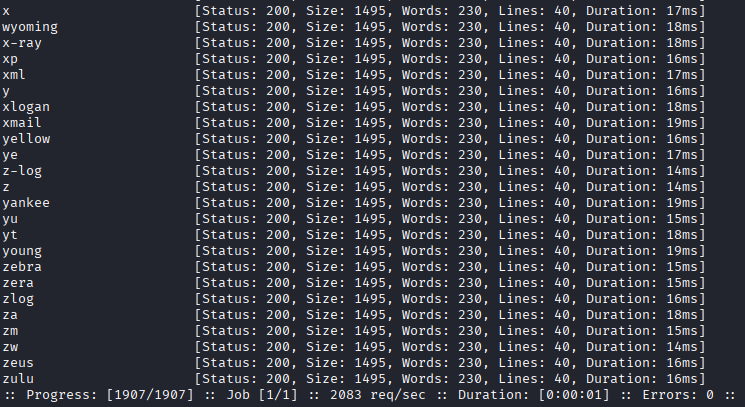 x [Status: 200, Size: 1495, Words: 230, Lines: 40, Duration: 17ms]
wyoming [Status: 200, Size: 1495, Words: 230, Lines: 40, Duration: 18ms]
x-ray [Status: 200, Size: 1495, Words: 230, Lines: 40, Duration: 18ms]
xp [Status: 200, Size: 1495, Words: 230, Lines: 40, Duration: 16ms]
xml [Status: 200, Size: 1495, Words: 230, Lines: 40, Duration: 17ms]
y [Status: 200, Size: 1495, Words: 230, Lines: 40, Duration: 16ms]
xlogan [Status: 200, Size: 1495, Words: 230, Lines: 40, Duration: 18ms]
xmail [Status: 200, Size: 1495, Words: 230, Lines: 40, Duration: 19ms]
yellow [Status: 200, Size: 1495, Words: 230, Lines: 40, Duration: 16ms]
ye [Status: 200, Size: 1495, Words: 230, Lines: 40, Duration: 17ms]
z-log [Status: 200, Size: 1495, Words: 230, Lines: 40, Duration: 14ms]
z [Status: 200, Size: 1495, Words: 230, Lines: 40, Duration: 14ms]
yankee [Status: 200, Size: 1495, Words: 230, Lines: 40, Duration: 19ms]
yu [Status: 200, Size: 1495, Words: 230, Lines: 40, Duration: 15ms]
yt [Status: 200, Size: 1495, Words: 230, Lines: 40, Duration: 18ms]
young [Status: 200, Size: 1495, Words: 230, Lines: 40, Duration: 19ms]
zebra [Status: 200, Size: 1495, Words: 230, Lines: 40, Duration: 15ms]
zera [Status: 200, Size: 1495, Words: 230, Lines: 40, Duration: 15ms]
zlog [Status: 200, Size: 1495, Words: 230, Lines: 40, Duration: 16ms]
za [Status: 200, Size: 1495, Words: 230, Lines: 40, Duration: 18ms]
zm [Status: 200, Size: 1495, Words: 230, Lines: 40, Duration: 15ms]
zw [Status: 200, Size: 1495, Words: 230, Lines: 40, Duration: 14ms]
zeus [Status: 200, Size: 1495, Words: 230, Lines: 40, Duration: 16ms]
zulu [Status: 200, Size: 1495, Words: 230, Lines: 40, Duration: 16ms]
:: Progress: [1907/1907] :: Job [1/1] :: 2083 req/sec :: Duration: [0:00:01] :: Errors: 0 ::